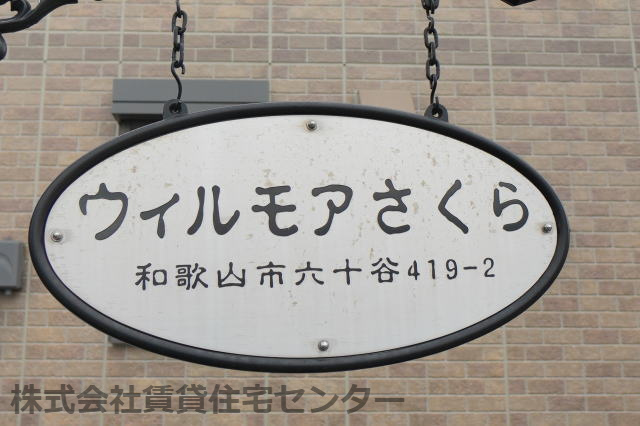 ウィルモアさくら
和歌山市六十谷419-2
株式会社賃貸住宅センター